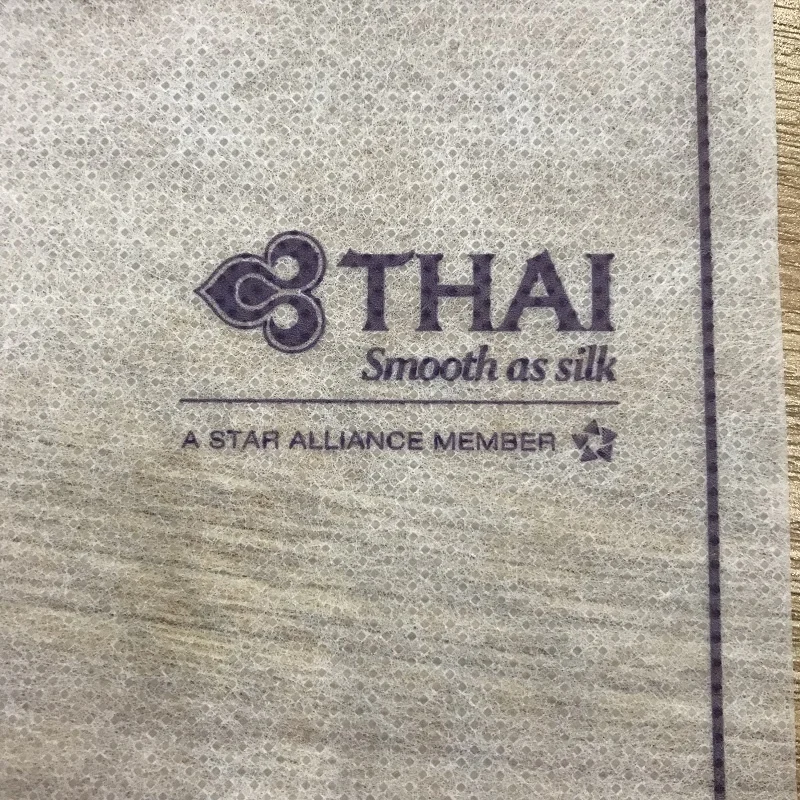 THAI
Smooth as silk
A STAR ALLIANCE MEMBER